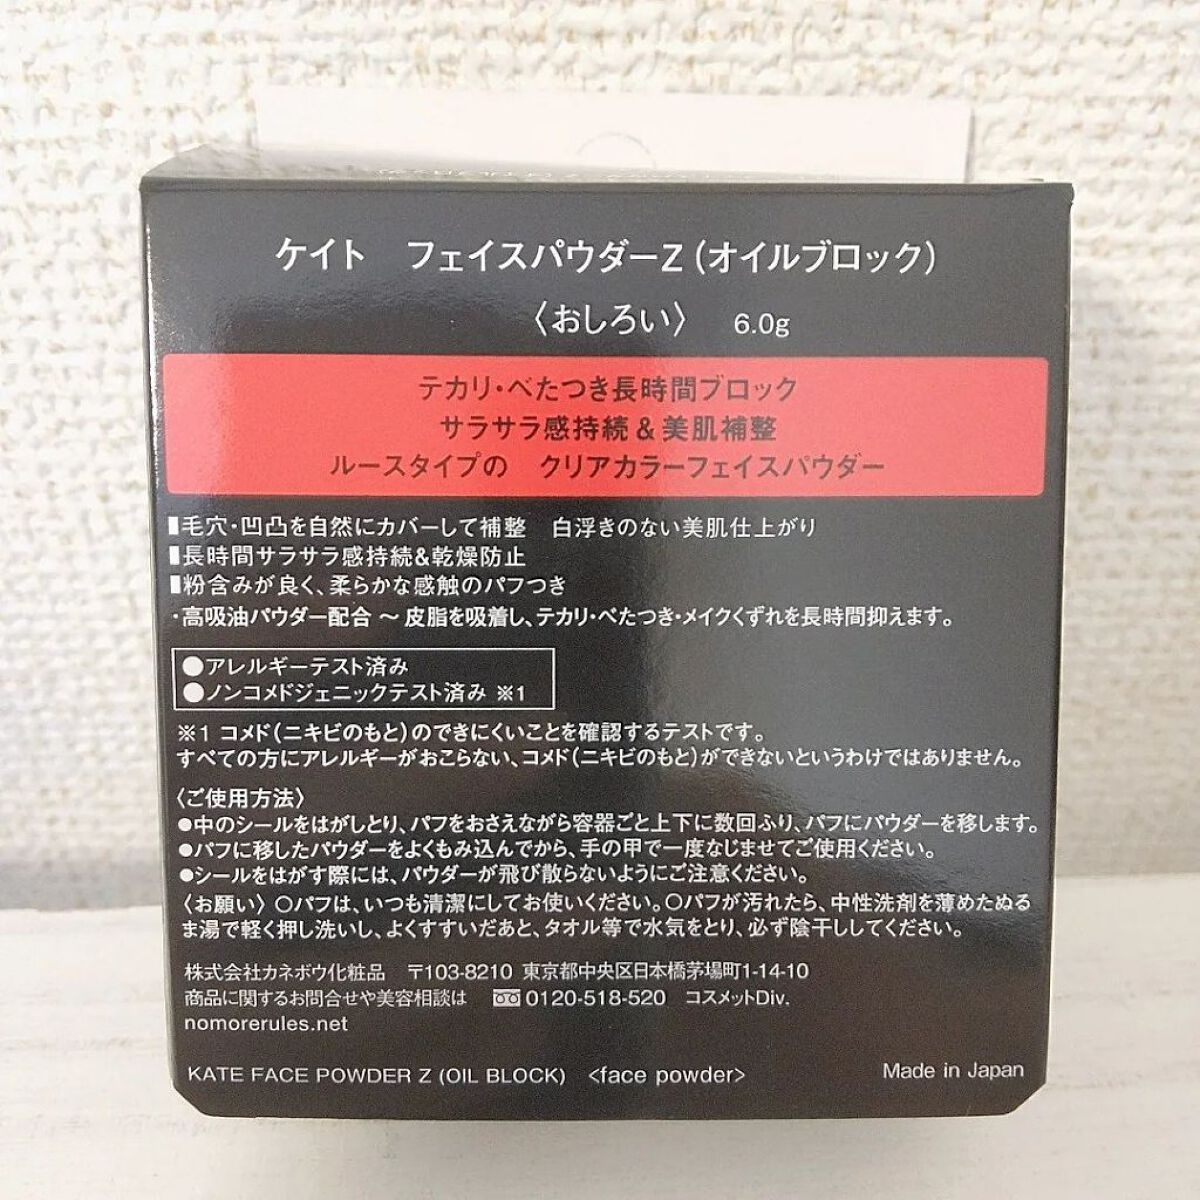 ケイト　フェイスパウダーZ(オイルブロック)
〈おしろい〉　6.0g
テカリ・べたつき長時間ブロック
サラサラ感持続&美肌補整
ルースタイプの　クリアカラーフェイスパウダー
▮毛穴・凹凸を自然にカバーして補整　白浮きのない美肌仕上がり
▮長時間サラサラ感持続&乾燥防止
▮粉含みが良く、柔らかな感触のパフつき
・高吸油パウダー配合 ～ 皮脂を吸着し、テカリ・べたつき・メイクくずれを長時間抑えます。
●アレルギーテスト済み
●ノンコメドジェニックテスト済み ※1
※1 コメド(ニキビのもと)のできにくいことを確認するテストです。
すべての方にアレルギーがおこらない、コメド(ニキビのもと)ができないというわけではありません。
〈ご使用方法〉
●中のシールをはがしとり、パフをおさえながら容器ごと上下に数回ふり、パフにパウダーを移します。
●パフに移したパウダーをよくもみ込んでから、手の甲で一度なじませてご使用ください。
●シールをはがす際には、パウダーが飛び散らないようにご注意ください。
〈お願い〉○パフは、いつも清潔にしてお使いください。○パフが汚れたら、中性洗剤を薄めたぬる
ま湯で軽く押し洗いし、よくすすいだあと、タオル等で水気をとり、必ず陰干ししてください。
株式会社カネボウ化粧品　〒103-8210 東京都中央区日本橋茅場町1-14-10
商品に関するお問合せや美容相談は　0120-518-520　コスメットDiv.
nomorerules.net
KATE FACE POWDER Z (OIL BLOCK)　<face powder>
Made in Japan